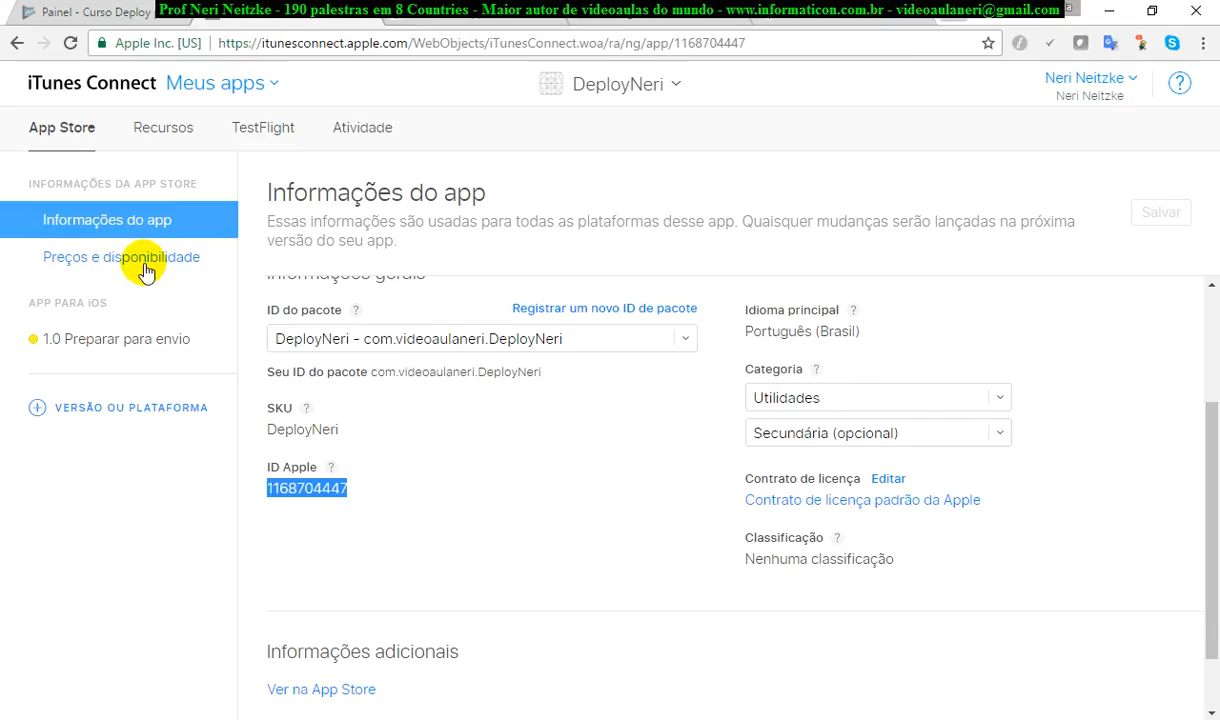 Painel - Curso Deploy
Prof Neri Neitzke - 190 palestras em 8 Countries - Maior autor de videoaulas do mundo - www.informaticon.com.br - videoaulaneri@gmail.com
Apple Inc. [US] https://itunesconnect.apple.com/WebObjects/iTunesConnect.woa/ra/ng/app/1168704447
iTunes Connect Meus apps
DeployNeri
Neri Neitzke
Neri Neitzke
?
App Store Recursos TestFlight Atividade
INFORMAÇÕES DA APP STORE
Informações do app
Preços e disponibilidade
APP PARA iOS
1.0 Preparar para envio
VERSÃO OU PLATAFORMA
Informações do app
Essas informações são usadas para todas as plataformas desse app. Quaisquer mudanças serão lançadas na próxima
versão do seu app.
Salvar
Informações gerais
ID do pacote ? Registrar um novo ID de pacote
DeployNeri - com.videoaulaneri.DeployNeri
Seu ID do pacote com.videoaulaneri.DeployNeri
SKU ?
DeployNeri
ID Apple ?
1168704447
Idioma principal ?
Português (Brasil)
Categoria ?
Utilidades
Secundária (opcional)
Contrato de licença Editar
Contrato de licença padrão da Apple
Classificação ?
Nenhuma classificação
Informações adicionais
Ver na App Store